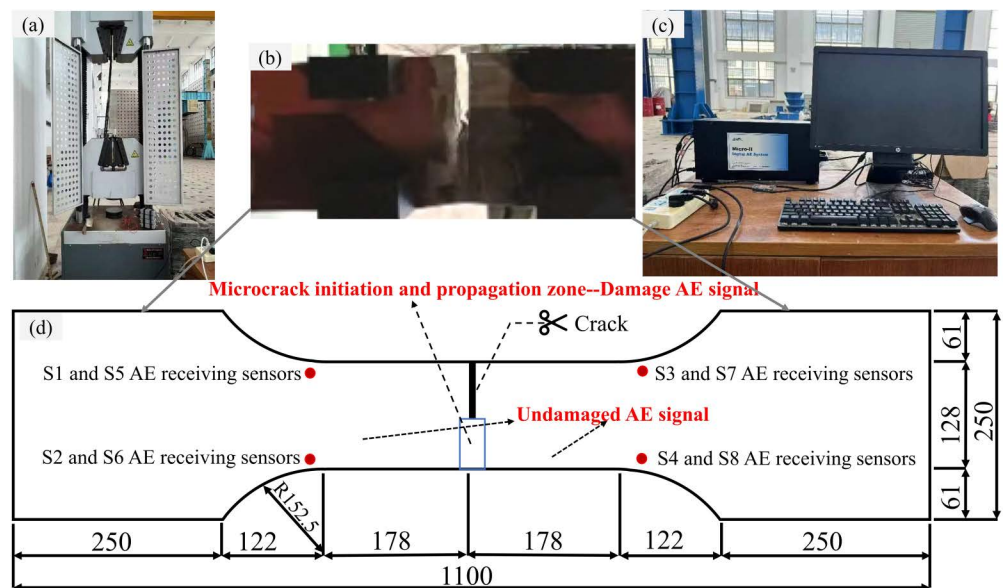 (a)
(b)
(c)
Micro-II
Digital AE System
Microcrack initiation and propagation zone--Damage AE signal
(d)
Crack
S1 and S5 AE receiving sensors
S3 and S7 AE receiving sensors
Undamaged AE signal
S2 and S6 AE receiving sensors
S4 and S8 AE receiving sensors
R152.5
61
128
61
250
250
122
178
178
122
250
1100